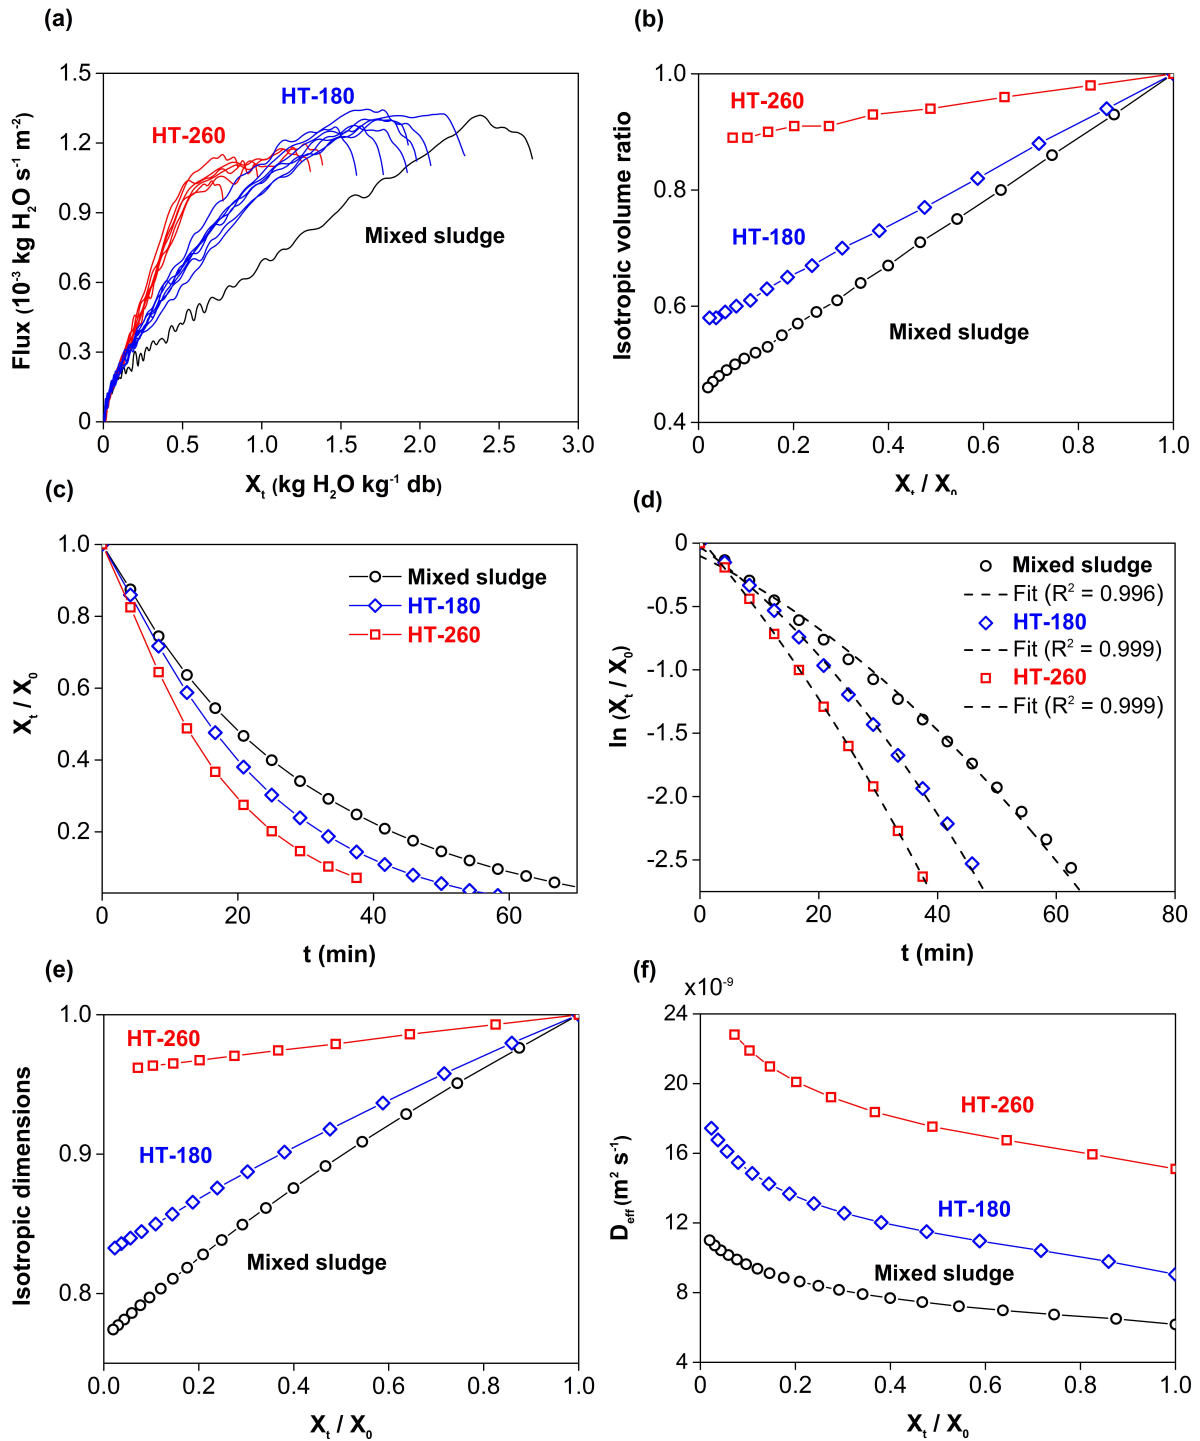 (a)
1.5
1.2
0.9
0.6
0.3
0
Flux (10⁻³ kg H₂O s⁻¹ m⁻²)
HT-180
HT-260
Mixed sludge
0 0.5 1.0 1.5 2.0 2.5 3.0
Xₜ (kg H₂O kg⁻¹ db)
(b)
1.0
0.8
0.6
0.4
Isotropic volume ratio
HT-260
HT-180
Mixed sludge
0 0.2 0.4 0.6 0.8 1.0
Xₜ / X₀
(c)
1.0
0.8
0.6
0.4
0.2
Xₜ / X₀
Mixed sludge
HT-180
HT-260
0 20 40 60
t (min)
(d)
0
-0.5
-1.0
-1.5
-2.0
-2.5
ln (Xₜ / X₀)
Mixed sludge
Fit (R² = 0.996)
HT-180
Fit (R² = 0.999)
HT-260
Fit (R² = 0.999)
0 20 40 60 80
t (min)
(e)
1.0
0.9
0.8
Isotropic dimensions
HT-260
HT-180
Mixed sludge
0.0 0.2 0.4 0.6 0.8 1.0
Xₜ / X₀
(f)
x10⁻⁹
24
20
16
12
8
4
D_eff (m² s⁻¹)
HT-260
HT-180
Mixed sludge
0 0.2 0.4 0.6 0.8 1.0
Xₜ / X₀